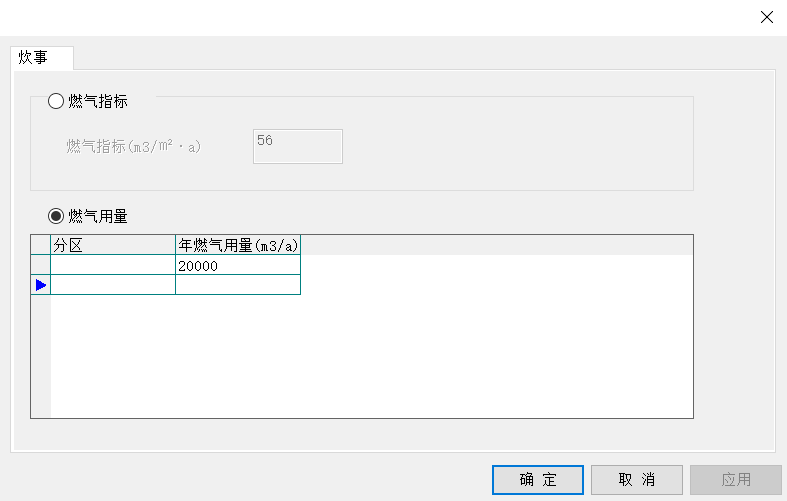 炊事
燃气指标
燃气指标(m3/m²·a) 56
燃气用量
分区 年燃气用量(m3/a)
20000
确 定 取 消 应用